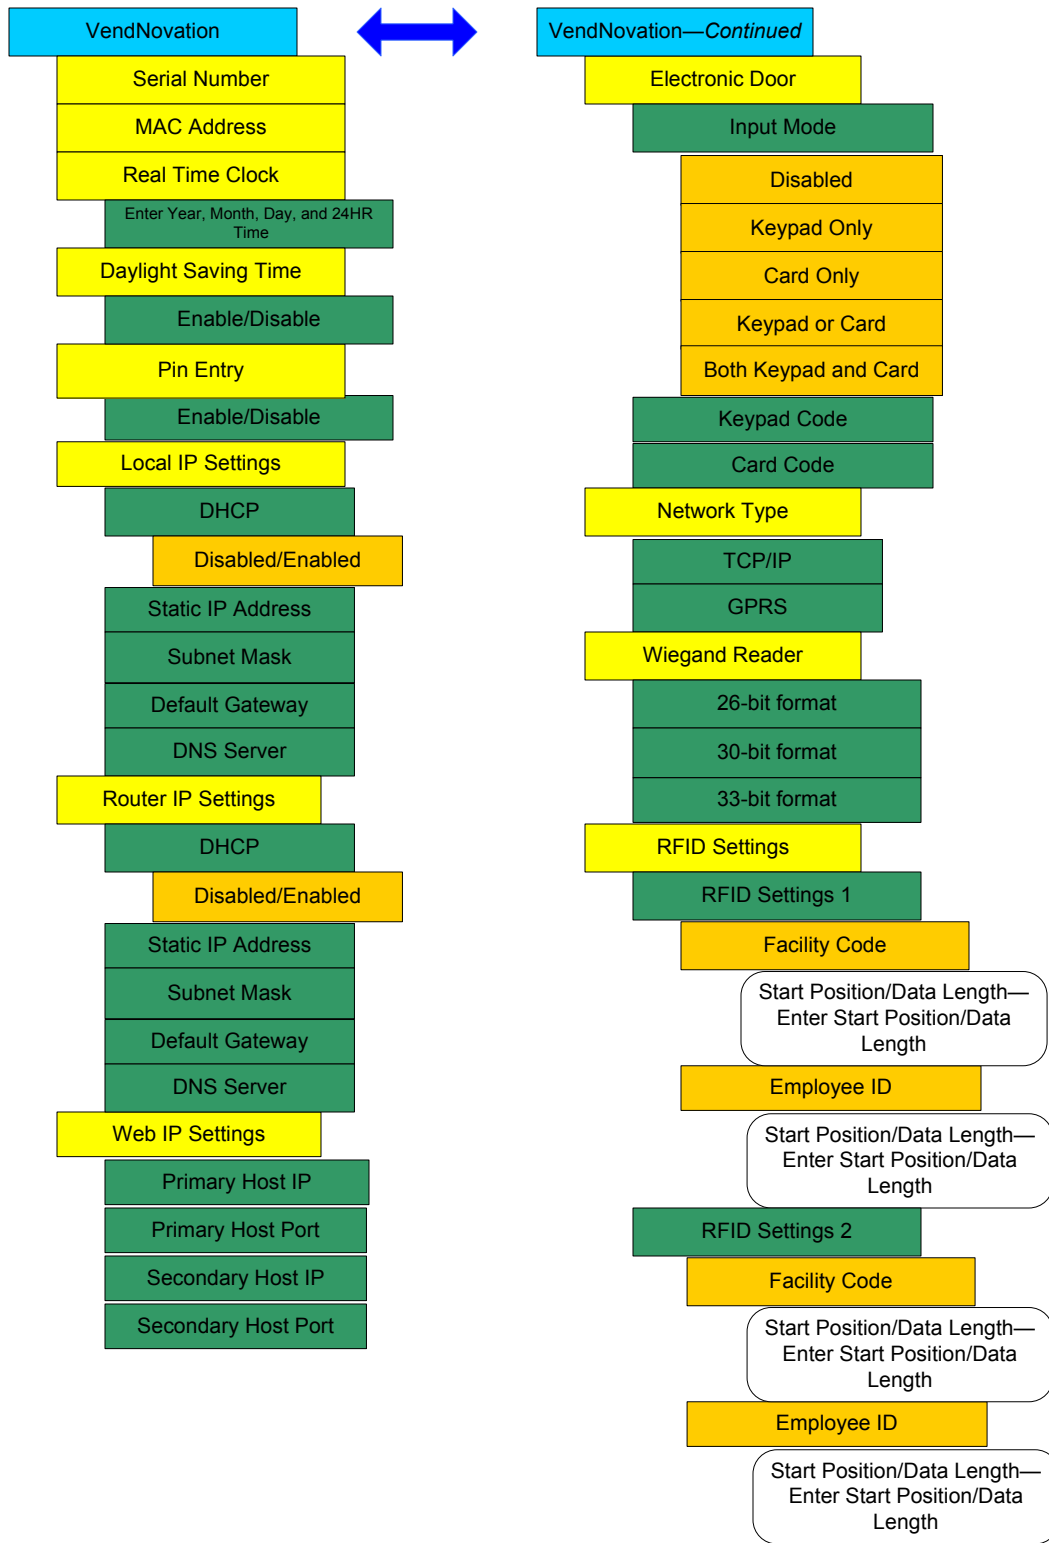 VendNovation
Serial Number
MAC Address
Real Time Clock
Enter Year, Month, Day, and 24HR
Time
Daylight Saving Time
Enable/Disable
Pin Entry
Enable/Disable
Local IP Settings
DHCP
Disabled/Enabled
Static IP Address
Subnet Mask
Default Gateway
DNS Server
Router IP Settings
DHCP
Disabled/Enabled
Static IP Address
Subnet Mask
Default Gateway
DNS Server
Web IP Settings
Primary Host IP
Primary Host Port
Secondary Host IP
Secondary Host Port
VendNovation—Continued
Electronic Door
Input Mode
Disabled
Keypad Only
Card Only
Keypad or Card
Both Keypad and Card
Keypad Code
Card Code
Network Type
TCP/IP
GPRS
Wiegand Reader
26-bit format
30-bit format
33-bit format
RFID Settings
RFID Settings 1
Facility Code
Start Position/Data Length—
Enter Start Position/Data
Length
Employee ID
Start Position/Data Length—
Enter Start Position/Data
Length
RFID Settings 2
Facility Code
Start Position/Data Length—
Enter Start Position/Data
Length
Employee ID
Start Position/Data Length—
Enter Start Position/Data
Length